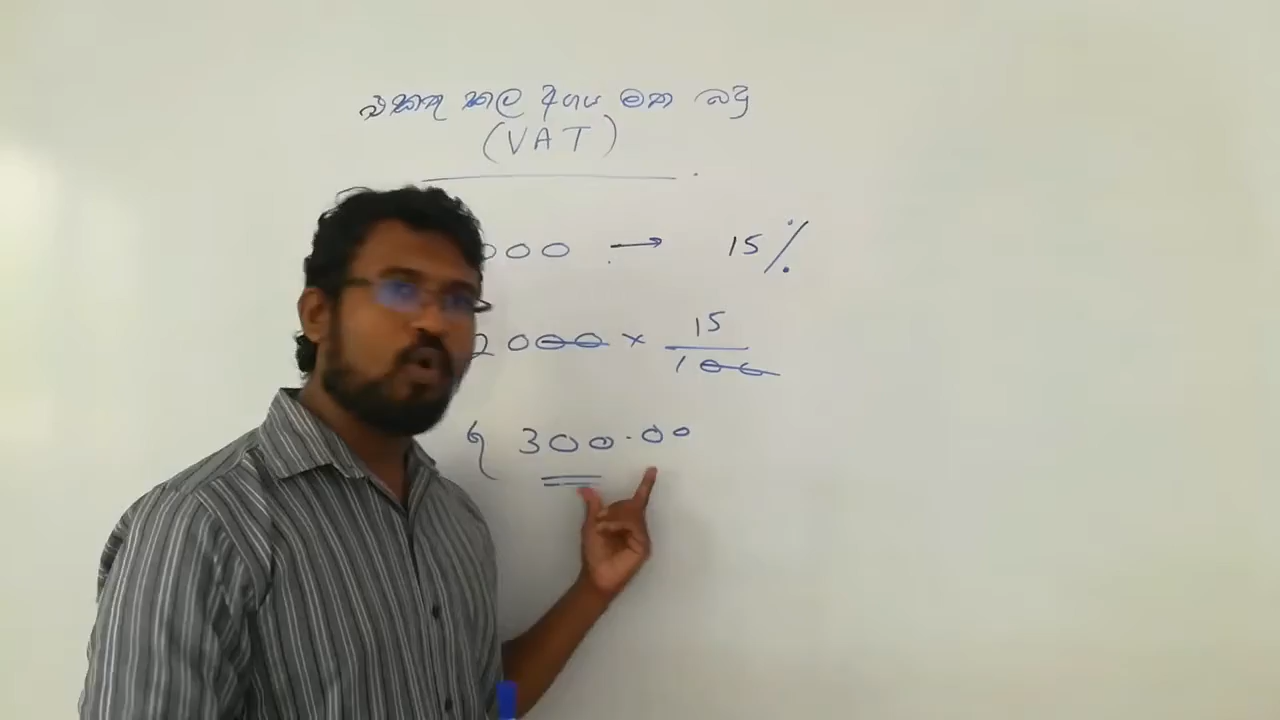 එකතු කල අගය මත බදු
(VAT)
000 → 15%
2000 × 15/100
රු 300.00